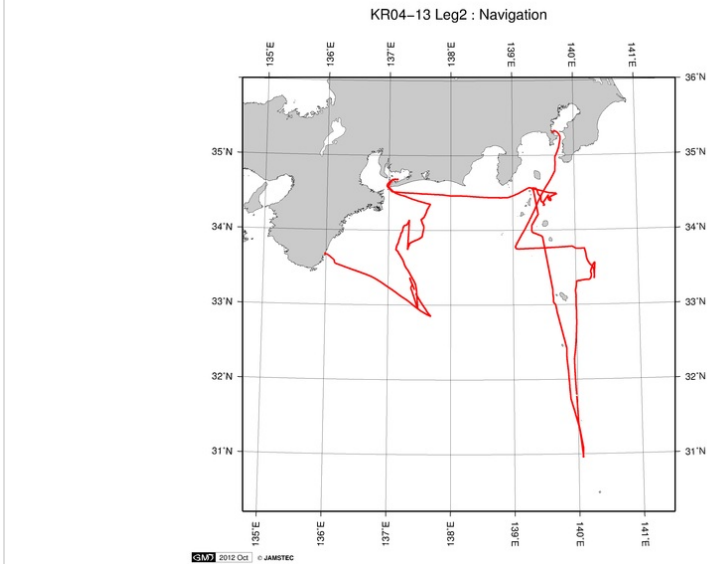 KR04−13 Leg2 : Navigation
135˚E 136˚E 137˚E 138˚E 139˚E 140˚E 141˚E
36˚N
35˚N 35˚N
34˚N 34˚N
33˚N 33˚N
32˚N 32˚N
31˚N 31˚N
135˚E 136˚E 137˚E 138˚E 139˚E 140˚E 141˚E
GMD 2012 Oct © JAMSTEC